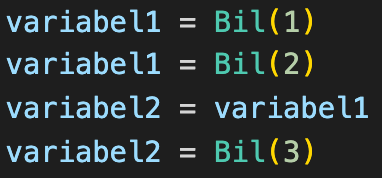 variabel1 = Bil(1)
variabel1 = Bil(2)
variabel2 = variabel1
variabel2 = Bil(3)